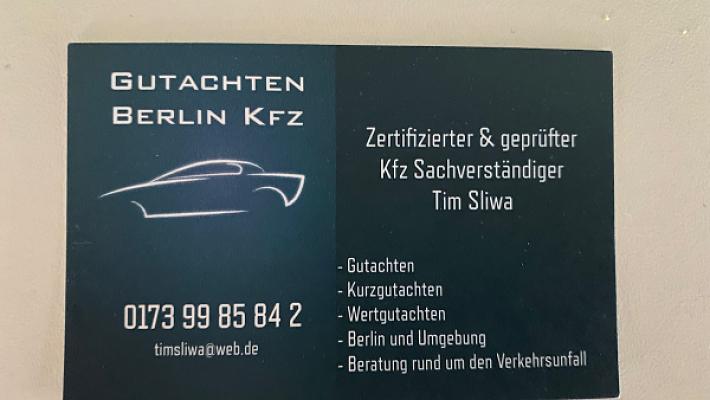 GUTACHTEN
BERLIN KFZ
0173 99 85 84 2
timsliwa@web.de
Zertifizierter & geprüfter
Kfz Sachverständiger
Tim Sliwa
- Gutachten
- Kurzgutachten
- Wertgutachten
- Berlin und Umgebung
- Beratung rund um den Verkehrsunfall